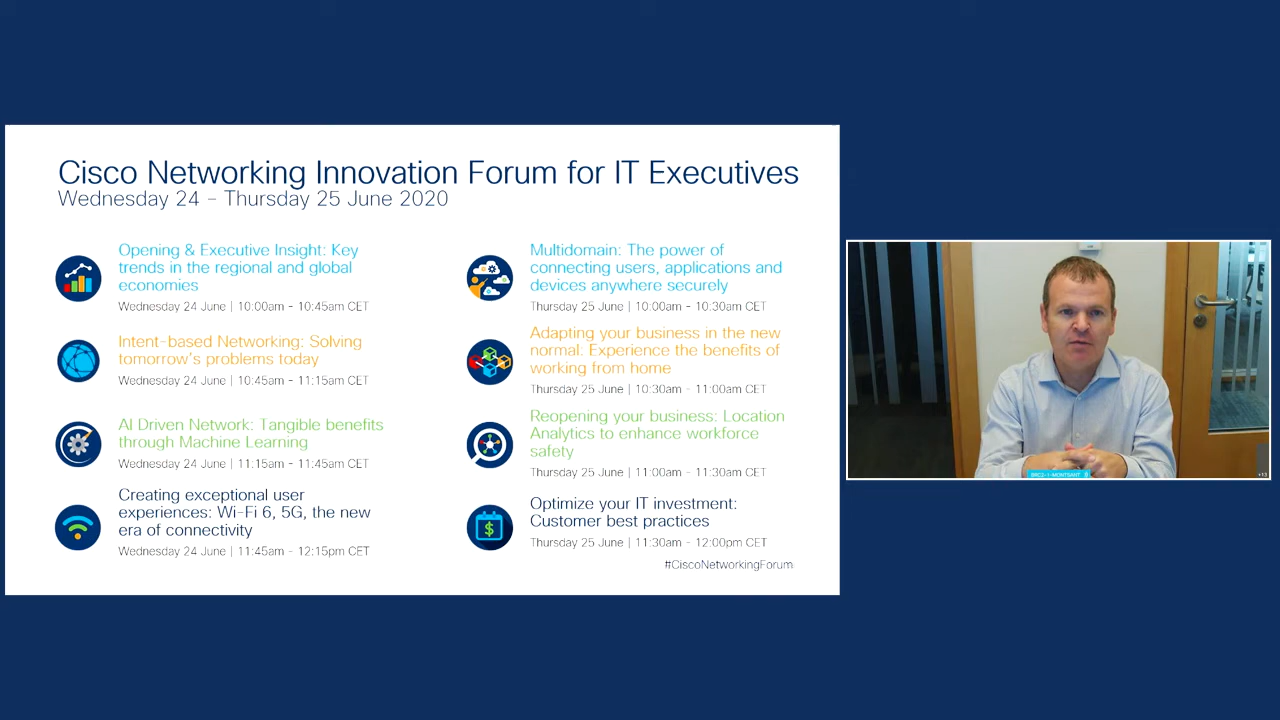 Cisco Networking Innovation Forum for IT Executives
Wednesday 24 – Thursday 25 June 2020
Opening & Executive Insight: Key
trends in the regional and global
economies
Wednesday 24 June | 10:00am - 10:45am CET
Intent-based Networking: Solving
tomorrow's problems today
Wednesday 24 June | 10:45am - 11:15am CET
AI Driven Network: Tangible benefits
through Machine Learning
Wednesday 24 June | 11:15am - 11:45am CET
Creating exceptional user
experiences: Wi-Fi 6, 5G, the new
era of connectivity
Wednesday 24 June | 11:45am - 12:15pm CET
Multidomain: The power of
connecting users, applications and
devices anywhere securely
Thursday 25 June | 10:00am - 10:30am CET
Adapting your business in the new
normal: Experience the benefits of
working from home
Thursday 25 June | 10:30am - 11:00am CET
Reopening your business: Location
Analytics to enhance workforce
safety
Thursday 25 June | 11:00am - 11:30am CET
$
Optimize your IT investment:
Customer best practices
Thursday 25 June | 11:30am - 12:00pm CET
#CiscoNetworkingForum
+13